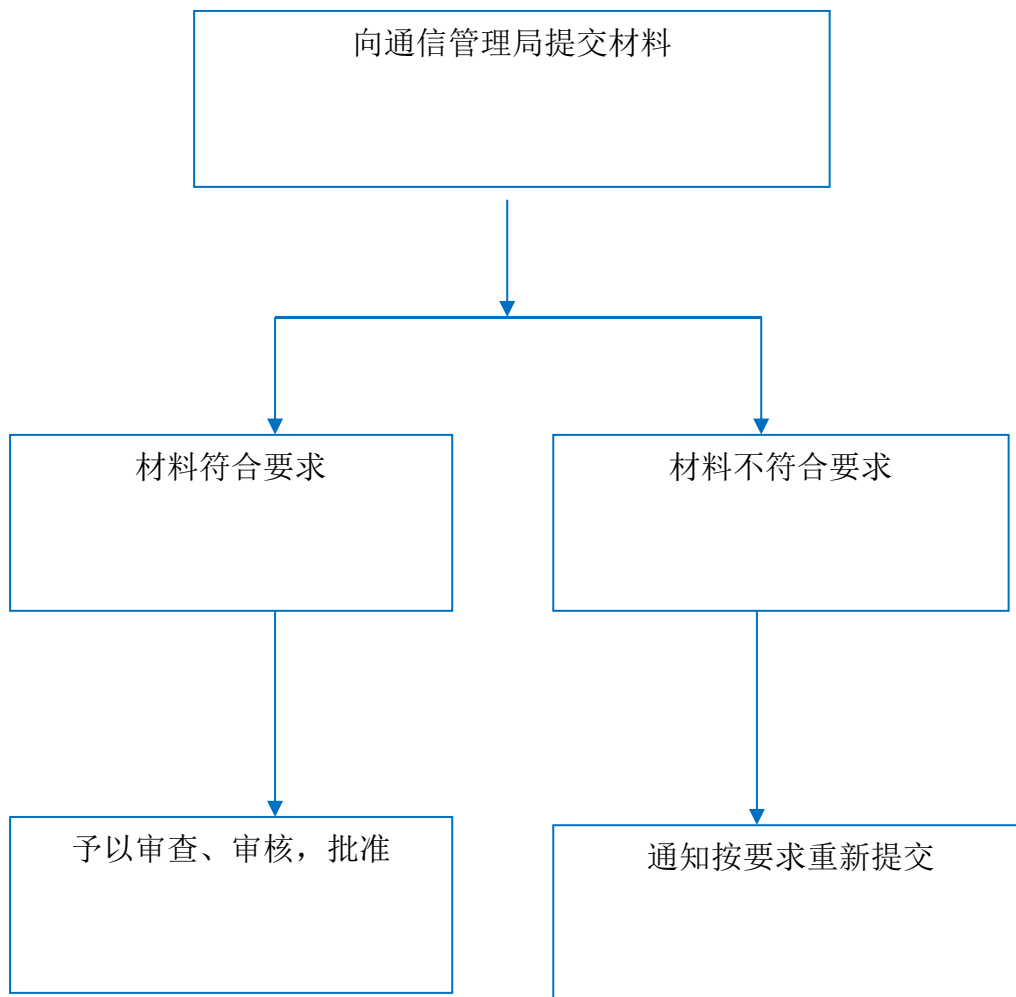 向通信管理局提交材料
材料符合要求
材料不符合要求
予以审查、审核，批准
通知按要求重新提交